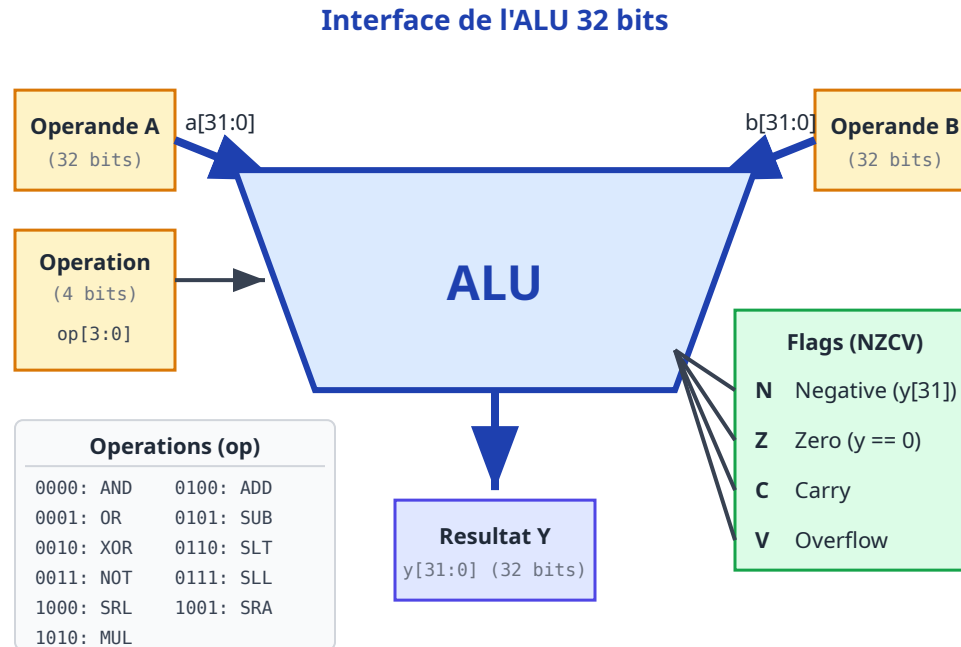 Interface de l'ALU 32 bits
Operande A
(32 bits)
a[31:0]
b[31:0]
Operande B
(32 bits)
Operation
(4 bits)
op[3:0]
ALU
Flags (NZCV)
N Negative (y[31])
Z Zero (y == 0)
C Carry
V Overflow
Operations (op)
0000: AND 0100: ADD
0001: OR 0101: SUB
0010: XOR 0110: SLT
0011: NOT 0111: SLL
1000: SRL 1001: SRA
1010: MUL
Resultat Y
y[31:0] (32 bits)